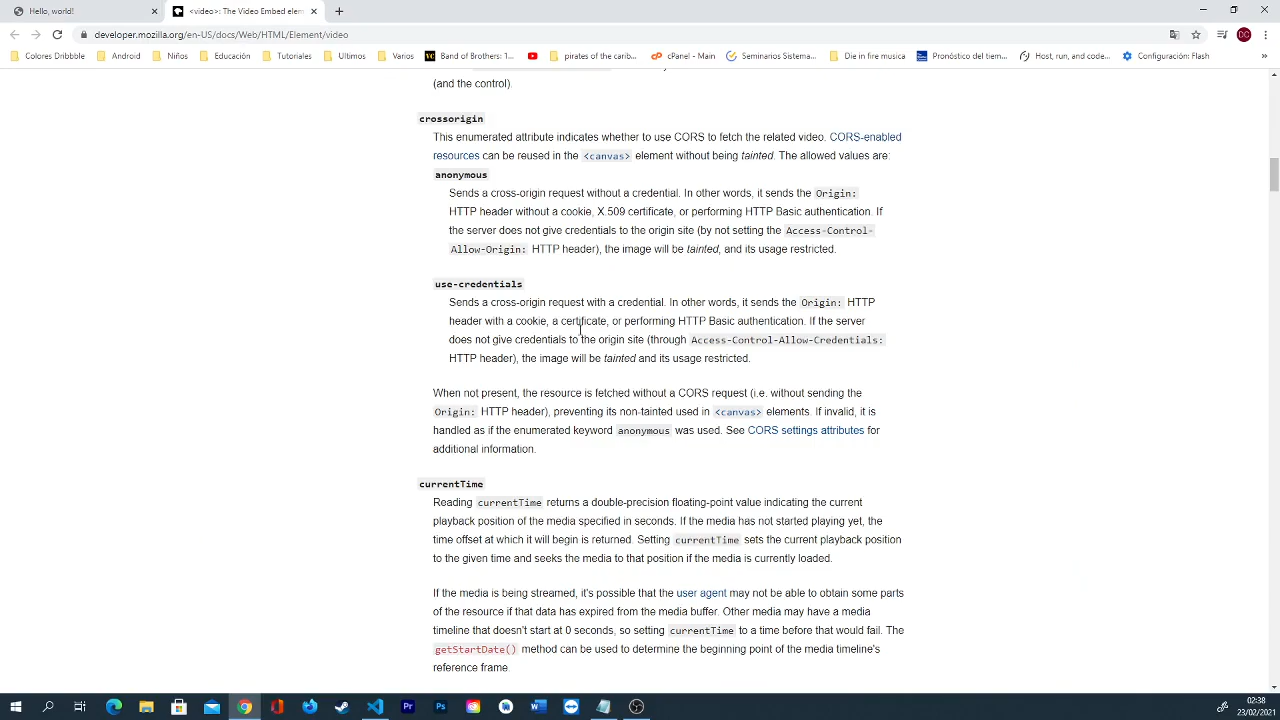 Hello, world!
<video>: The Video Embed elem
developer.mozilla.org/en-US/docs/Web/HTML/Element/video
Colores Dribbble
Android
Niños
Educación
Tutoriales
Ultimos
Varios
Band of Brothers: 1...
pirates of the carib...
cPanel - Main
Seminarios Sistema...
Die in fire musica
Pronóstico del tiem...
Host, run, and code...
Configuración: Flash
»
(and the control).
crossorigin
This enumerated attribute indicates whether to use CORS to fetch the related video. CORS-enabled
resources can be reused in the <canvas> element without being tainted. The allowed values are:
anonymous
Sends a cross-origin request without a credential. In other words, it sends the Origin:
HTTP header without a cookie, X.509 certificate, or performing HTTP Basic authentication. If
the server does not give credentials to the origin site (by not setting the Access-Control-
Allow-Origin: HTTP header), the image will be tainted, and its usage restricted.
use-credentials
Sends a cross-origin request with a credential. In other words, it sends the Origin: HTTP
header with a cookie, a certificate, or performing HTTP Basic authentication. If the server
does not give credentials to the origin site (through Access-Control-Allow-Credentials:
HTTP header), the image will be tainted and its usage restricted.
When not present, the resource is fetched without a CORS request (i.e. without sending the
Origin: HTTP header), preventing its non-tainted used in <canvas> elements. If invalid, it is
handled as if the enumerated keyword anonymous was used. See CORS settings attributes for
additional information.
currentTime
Reading currentTime returns a double-precision floating-point value indicating the current
playback position of the media specified in seconds. If the media has not started playing yet, the
time offset at which it will begin is returned. Setting currentTime sets the current playback position
to the given time and seeks the media to that position if the media is currently loaded.
If the media is being streamed, it's possible that the user agent may not be able to obtain some parts
of the resource if that data has expired from the media buffer. Other media may have a media
timeline that doesn't start at 0 seconds, so setting currentTime to a time before that would fail. The
getStartDate() method can be used to determine the beginning point of the media timeline's
reference frame.
02:38
23/02/2021